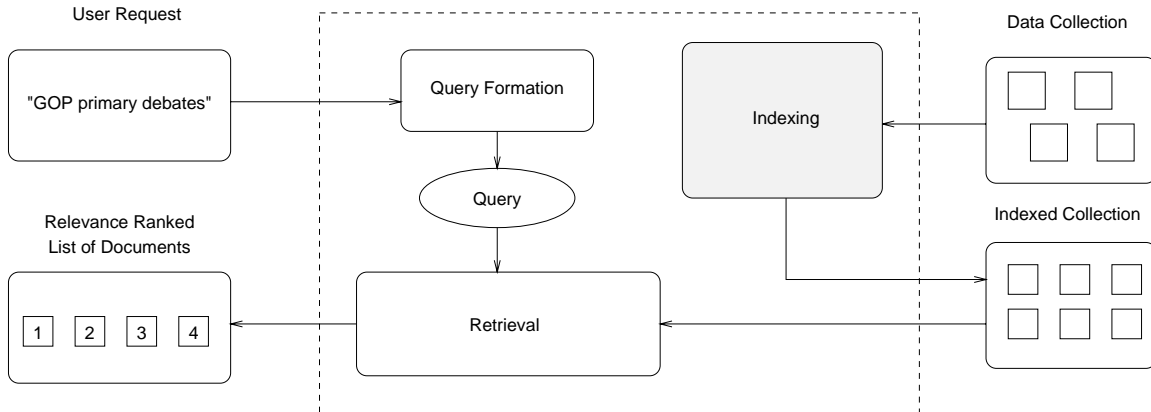 User Request
Data Collection
"GOP primary debates"
Query Formation
Indexing
Query
Relevance Ranked
List of Documents
Indexed Collection
1 2 3 4
Retrieval